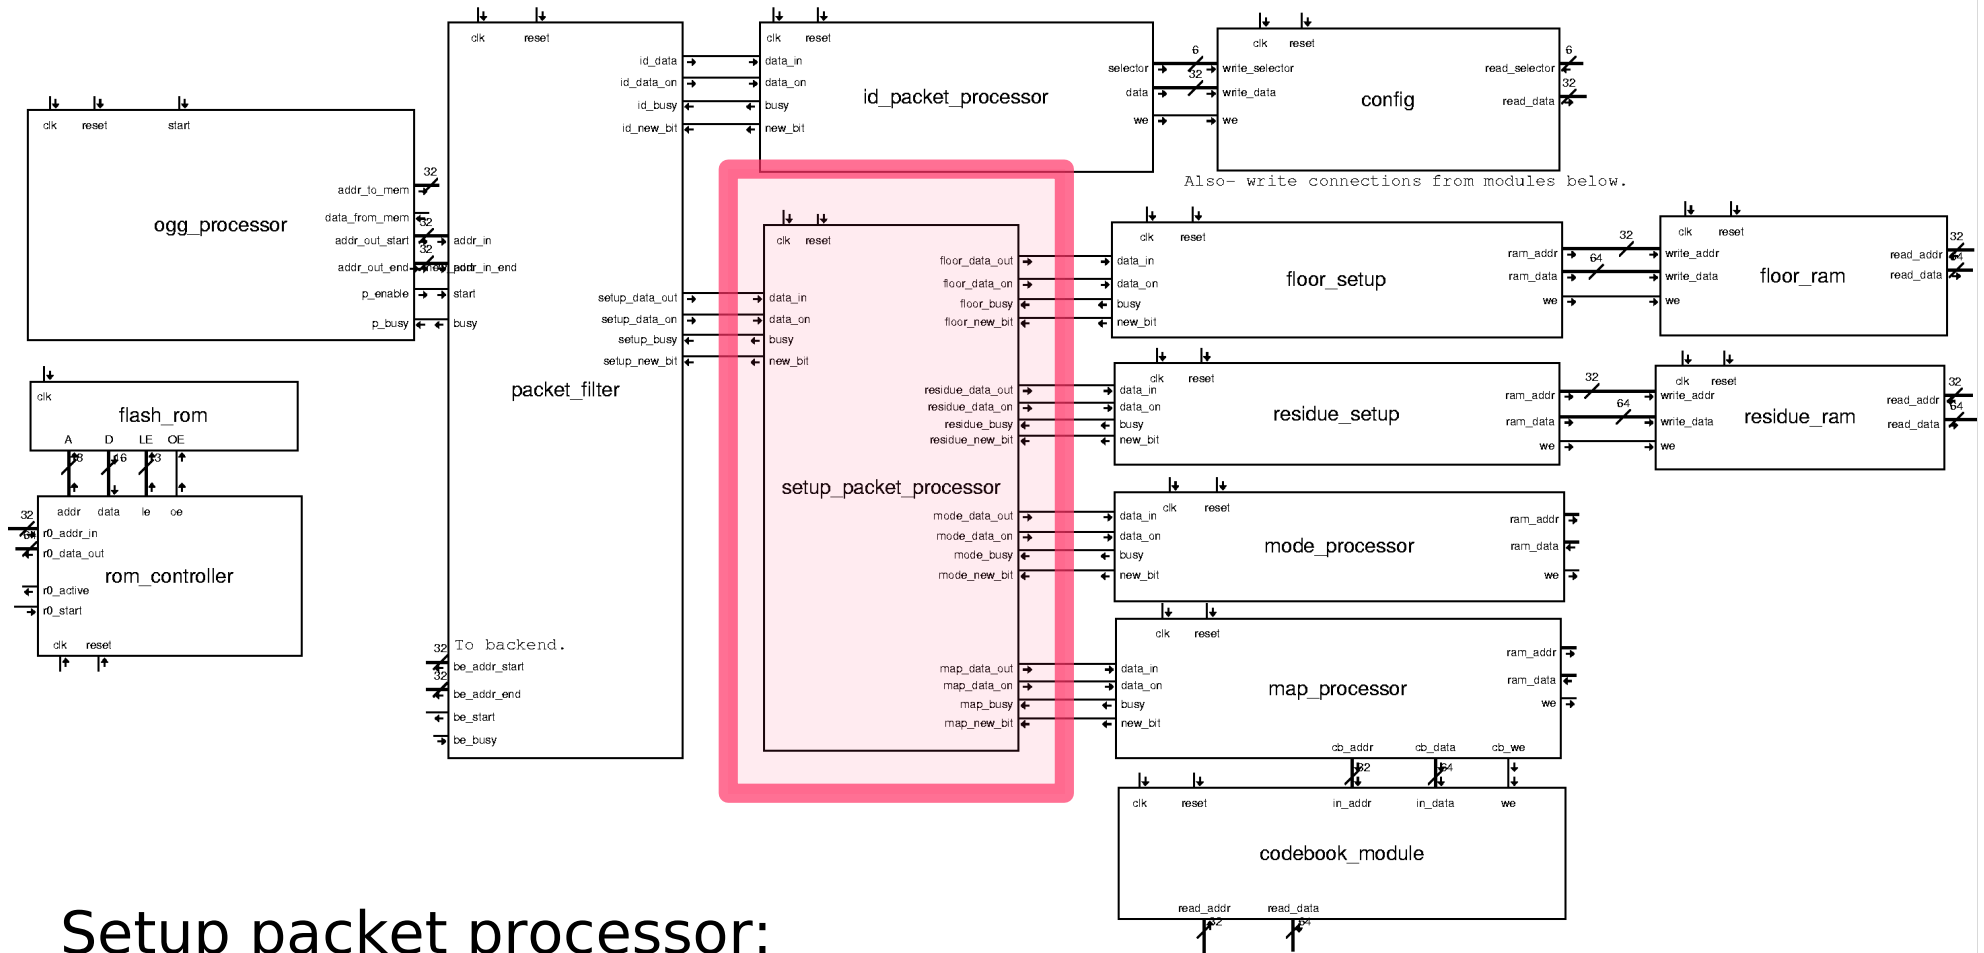 clk reset
id_data
id_data_on
id_busy
id_new_bit
setup_data_out
setup_data_on
setup_busy
setup_new_bit
packet_filter
addr_in
addr_in_end
start
busy
To backend.
32
be_addr_start
32
be_addr_end
be_start
be_busy
clk reset
data_in
data_on
busy
new_bit
id_packet_processor
selector
data
we
6
32
clk reset
write_selector
write_data
we
config
read_selector
read_data
6
32
Also- write connections from modules below.
clk reset start
ogg_processor
addr_to_mem
data_from_mem
addr_out_start
addr_out_end
p_enable
p_busy
32
32
32
clk
flash_rom
A D LE OE
16
addr data le oe
32
r0_addr_in
64
r0_data_out
rom_controller
r0_active
r0_start
clk reset
clk reset
data_in
data_on
busy
new_bit
setup_packet_processor
floor_data_out
floor_data_on
floor_busy
floor_new_bit
residue_data_out
residue_data_on
residue_busy
residue_new_bit
mode_data_out
mode_data_on
mode_busy
mode_new_bit
map_data_out
map_data_on
map_busy
map_new_bit
clk reset
data_in
data_on
busy
new_bit
floor_setup
ram_addr
ram_data
we
32
64
clk reset
write_addr
write_data
we
floor_ram
read_addr
read_data
32
64
clk reset
data_in
data_on
busy
new_bit
residue_setup
ram_addr
ram_data
we
32
64
clk reset
write_addr
write_data
we
residue_ram
read_addr
read_data
32
64
clk reset
data_in
data_on
busy
new_bit
mode_processor
ram_addr
ram_data
we
clk reset
data_in
data_on
busy
new_bit
map_processor
ram_addr
ram_data
we
cb_addr cb_data cb_we
32 64
clk reset in_addr in_data we
codebook_module
read_addr read_data
32 64
Setup packet processor: